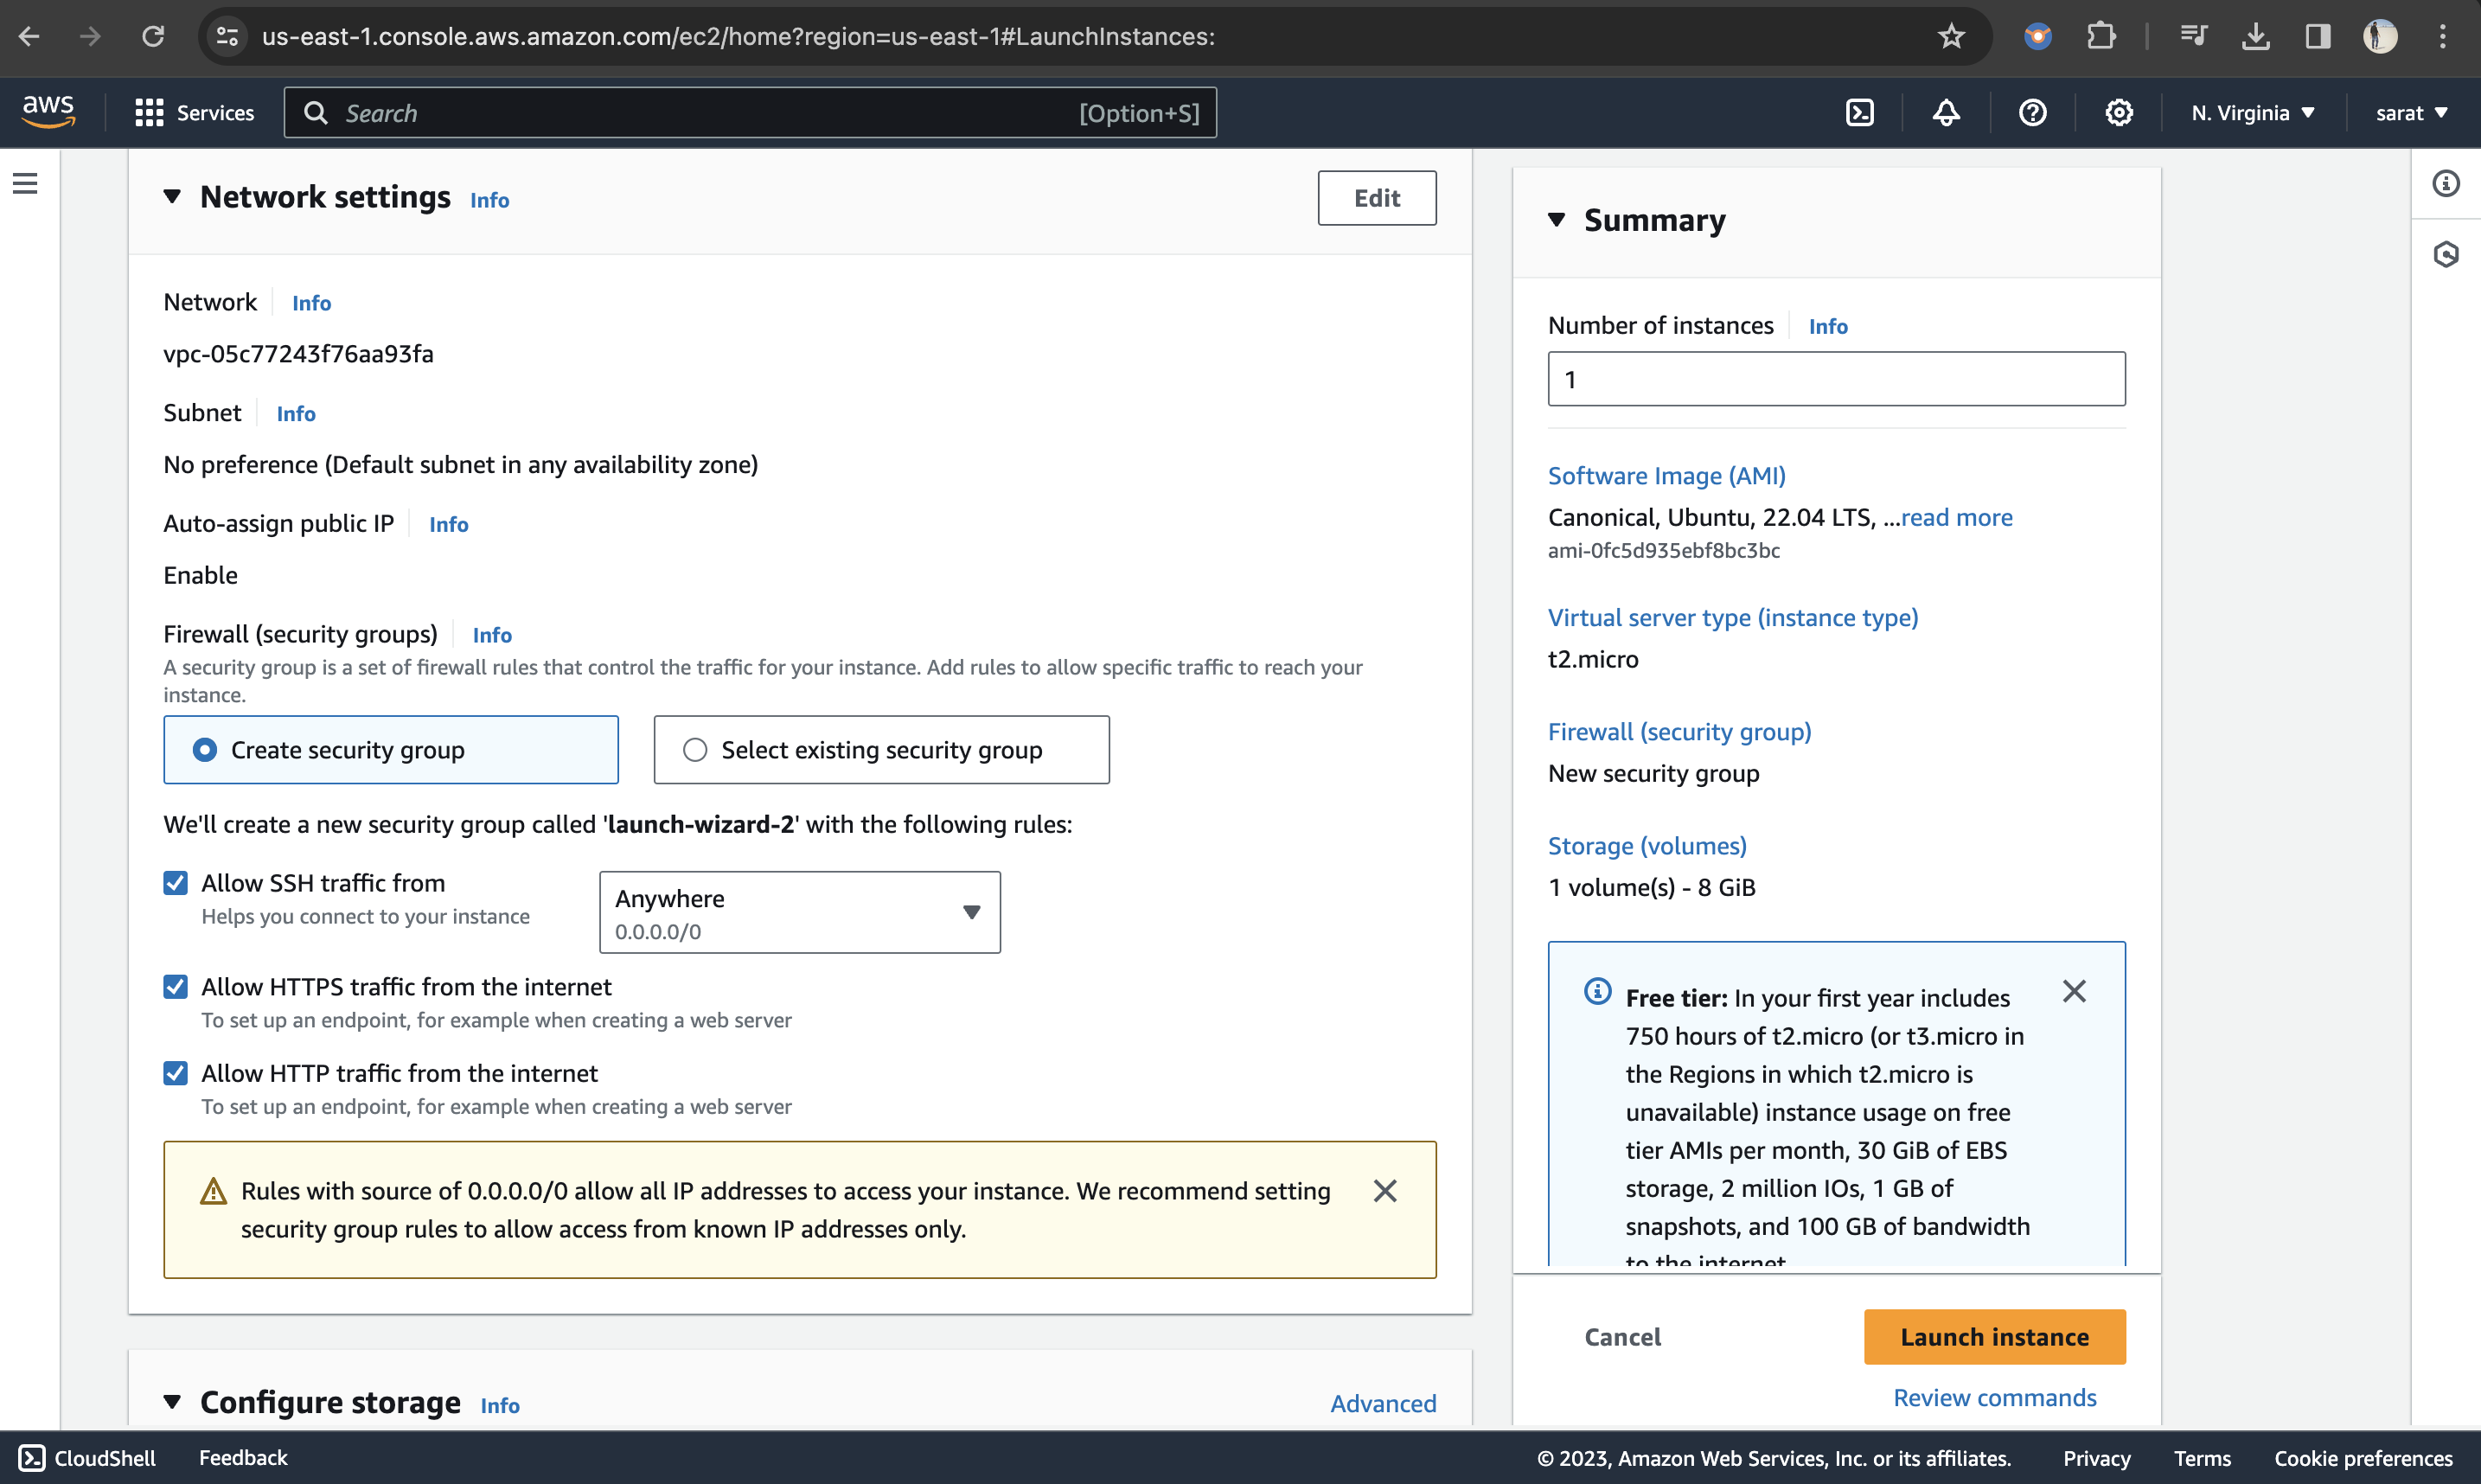 us-east-1.console.aws.amazon.com/ec2/home?region=us-east-1#LaunchInstances:
aws
Services
Search
[Option+S]
N. Virginia
sarat
Network settings Info
Edit
Network Info
vpc-05c77243f76aa93fa
Subnet Info
No preference (Default subnet in any availability zone)
Auto-assign public IP Info
Enable
Firewall (security groups) Info
A security group is a set of firewall rules that control the traffic for your instance. Add rules to allow specific traffic to reach your
instance.
Create security group
Select existing security group
We'll create a new security group called 'launch-wizard-2' with the following rules:
Allow SSH traffic from
Helps you connect to your instance
Anywhere
0.0.0.0/0
Allow HTTPS traffic from the internet
To set up an endpoint, for example when creating a web server
Allow HTTP traffic from the internet
To set up an endpoint, for example when creating a web server
Rules with source of 0.0.0.0/0 allow all IP addresses to access your instance. We recommend setting
security group rules to allow access from known IP addresses only.
Configure storage Info
Advanced
Summary
Number of instances Info
1
Software Image (AMI)
Canonical, Ubuntu, 22.04 LTS, ...read more
ami-0fc5d935ebf8bc3bc
Virtual server type (instance type)
t2.micro
Firewall (security group)
New security group
Storage (volumes)
1 volume(s) - 8 GiB
Free tier: In your first year includes
750 hours of t2.micro (or t3.micro in
the Regions in which t2.micro is
unavailable) instance usage on free
tier AMIs per month, 30 GiB of EBS
storage, 2 million IOs, 1 GB of
snapshots, and 100 GB of bandwidth
to the internet
Cancel
Launch instance
Review commands
CloudShell
Feedback
© 2023, Amazon Web Services, Inc. or its affiliates.
Privacy
Terms
Cookie preferences